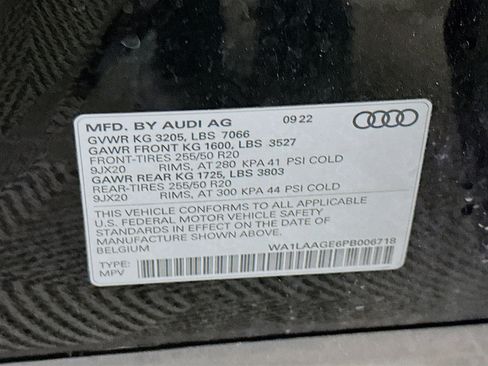 MFD. BY AUDI AG 09 22
GVWR KG 3205, LBS 7066
GAWR FRONT KG 1600, LBS 3527
FRONT-TIRES 255/50 R20
9JX20 RIMS, AT 280 KPA 41 PSI COLD
GAWR REAR KG 1725, LBS 3803
REAR-TIRES 255/50 R20
9JX20 RIMS, AT 300 KPA 44 PSI COLD
THIS VEHICLE CONFORMS TO ALL APPLICABLE
U.S. FEDERAL MOTOR VEHICLE SAFETY
STANDARDS IN EFFECT ON THE DATE OF
MANUFACTURE SHOWN ABOVE.
BELGIUM WA1LAAGE6PB006718
TYPE:
MPV